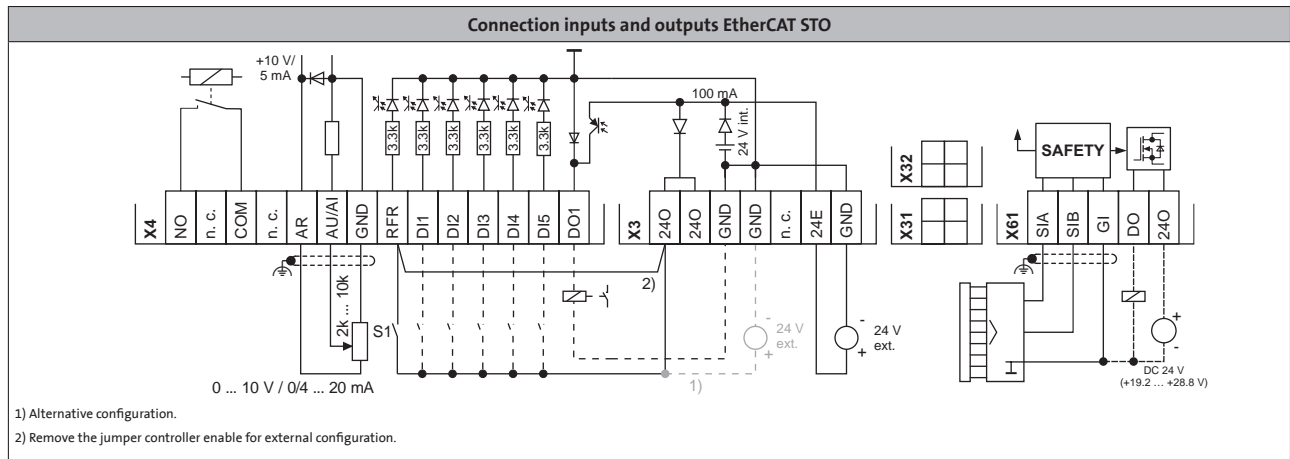 Connection inputs and outputs EtherCAT STO
+10 V/
5 mA
3.3k
3.3k
3.3k
3.3k
3.3k
3.3k
100 mA
24 V int.
X4
NO
n. c.
COM
n. c.
AR
AU/AI
GND
RFR
DI1
DI2
DI3
DI4
DI5
DO1
X3
24O
24O
GND
GND
n. c.
24E
GND
X32
X31
SAFETY
X61
SIA
SIB
GI
DO
24O
2k ... 10k
S1
2)
-
24 V
ext.
+
1)
-
24 V
ext.
+
+
-
DC 24 V
(+19.2 ... +28.8 V)
0 ... 10 V / 0/4 ... 20 mA
1) Alternative configuration.
2) Remove the jumper controller enable for external configuration.